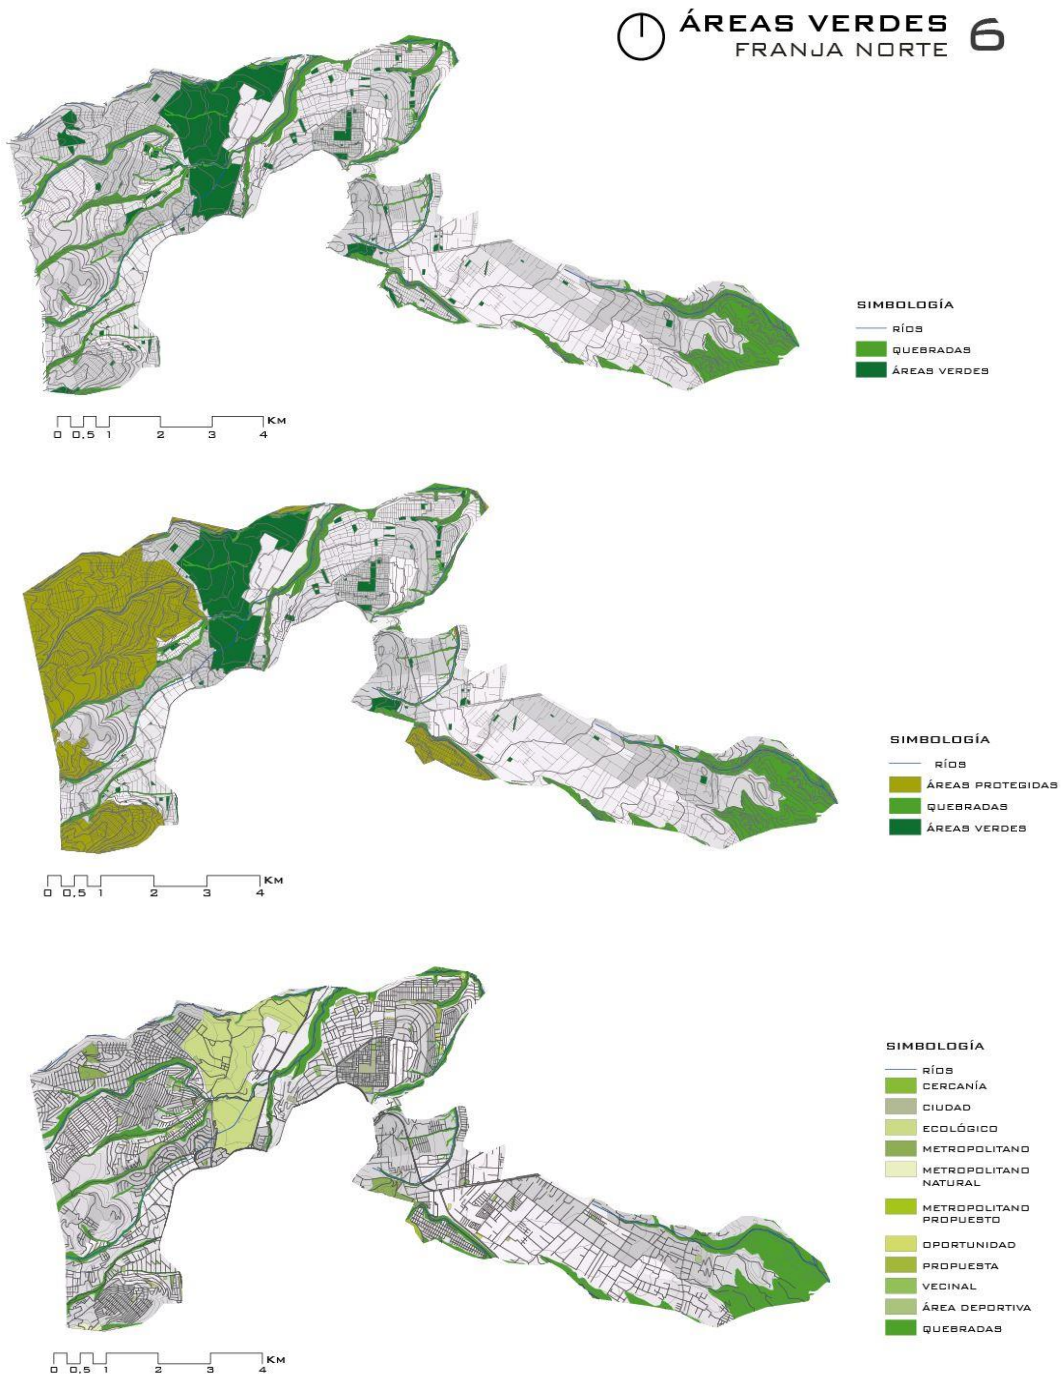 ÁREAS VERDES
FRANJA NORTE
6
SIMBOLOGÍA
RÍOS
QUEBRADAS
ÁREAS VERDES
Km
0 0,5 1 2 3 4
SIMBOLOGÍA
RÍOS
ÁREAS PROTEGIDAS
QUEBRADAS
ÁREAS VERDES
Km
0 0,5 1 2 3 4
SIMBOLOGÍA
RÍOS
CERCANÍA
CIUDAD
ECOLÓGICO
METROPOLITANO
METROPOLITANO
NATURAL
METROPOLITANO
PROPUESTO
OPORTUNIDAD
PROPUESTA
VECINAL
ÁREA DEPORTIVA
QUEBRADAS
Km
0 0,5 1 2 3 4